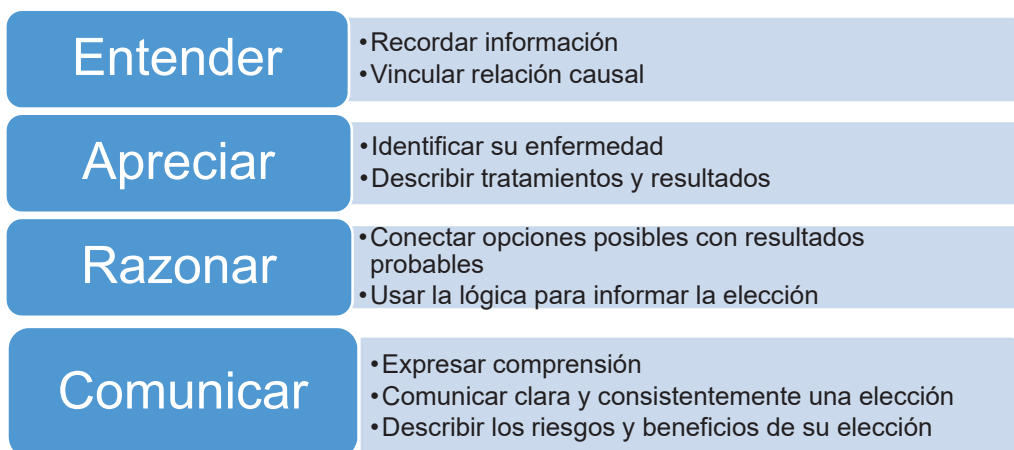 Entender
•Recordar información
•Vincular relación causal
Apreciar
•Identificar su enfermedad
•Describir tratamientos y resultados
Razonar
•Conectar opciones posibles con resultados
probables
•Usar la lógica para informar la elección
Comunicar
•Expresar comprensión
•Comunicar clara y consistentemente una elección
•Describir los riesgos y beneficios de su elección